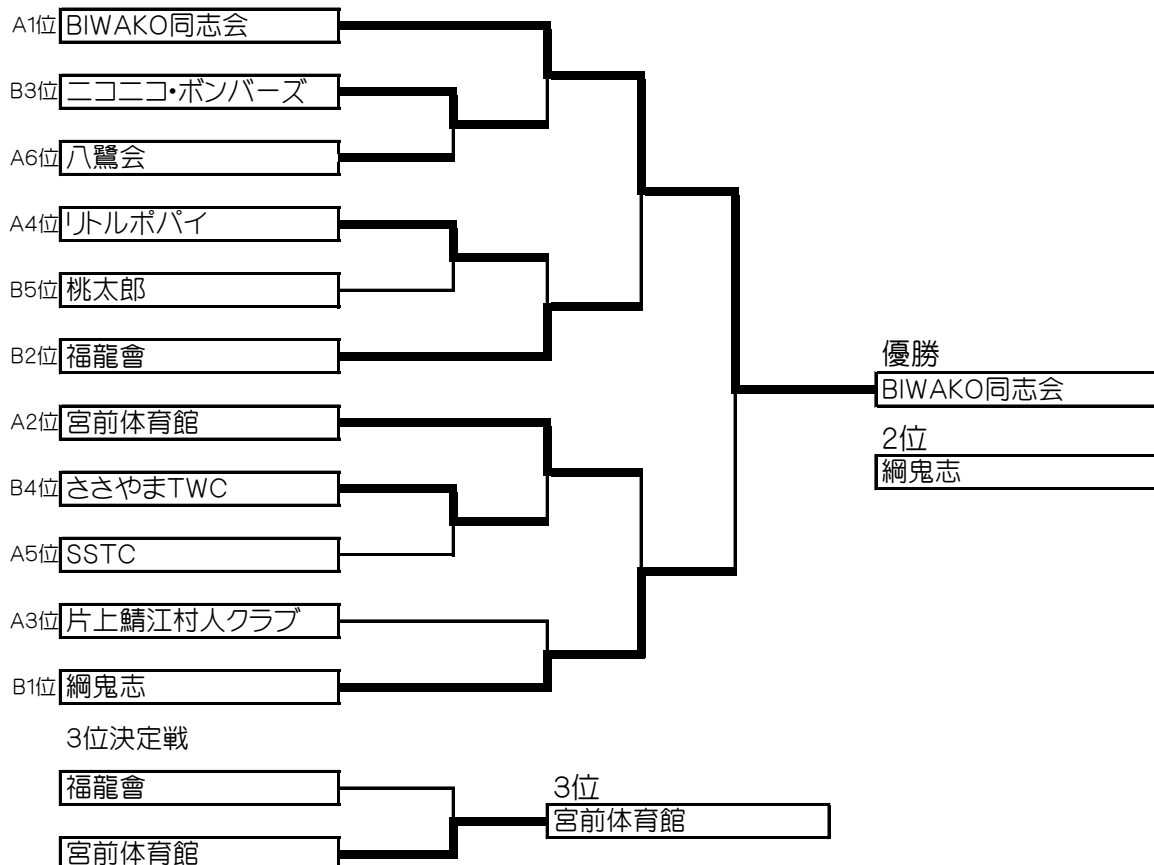 A1位 BIWAKO同志会
B3位 ニコニコ・ボンバーズ
A6位 八鷺会
A4位 リトルポパイ
B5位 桃太郎
B2位 福龍會
A2位 宮前体育館
B4位 ささやまTWC
A5位 SSTC
A3位 片上鯖江村人クラブ
B1位 綱鬼志
優勝
BIWAKO同志会
2位
綱鬼志
3位決定戦
福龍會
宮前体育館
3位
宮前体育館